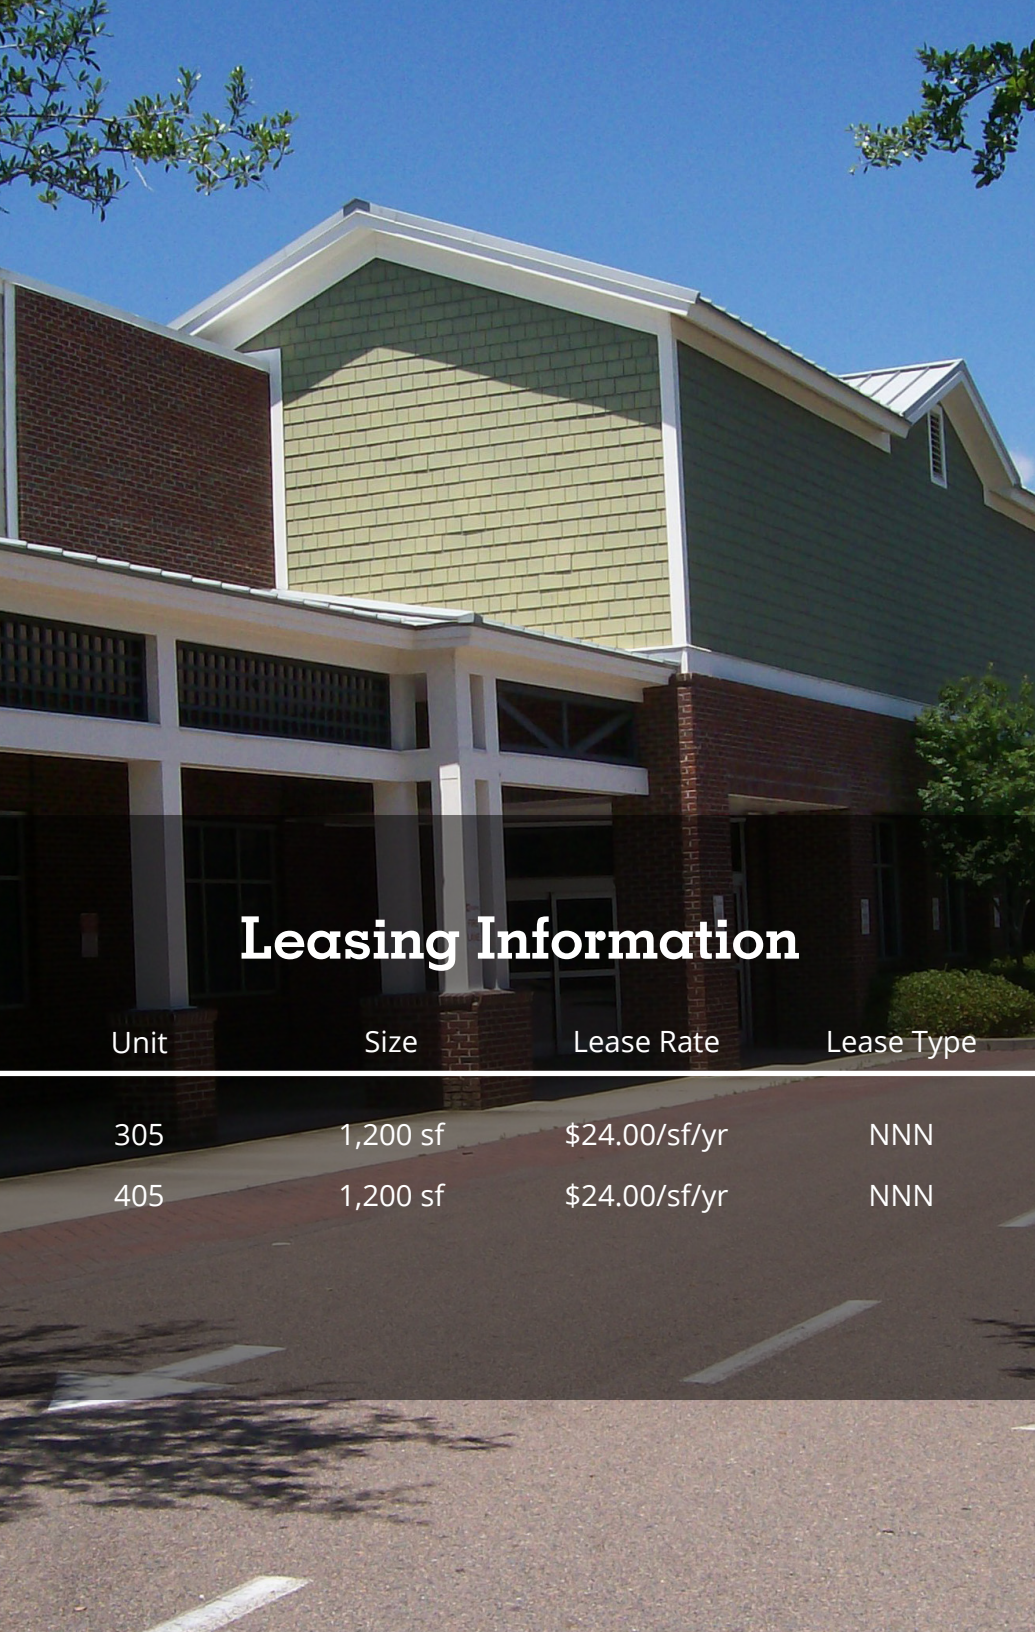 Leasing Information
Unit Size Lease Rate Lease Type
305 1,200 sf $24.00/sf/yr NNN
405 1,200 sf $24.00/sf/yr NNN